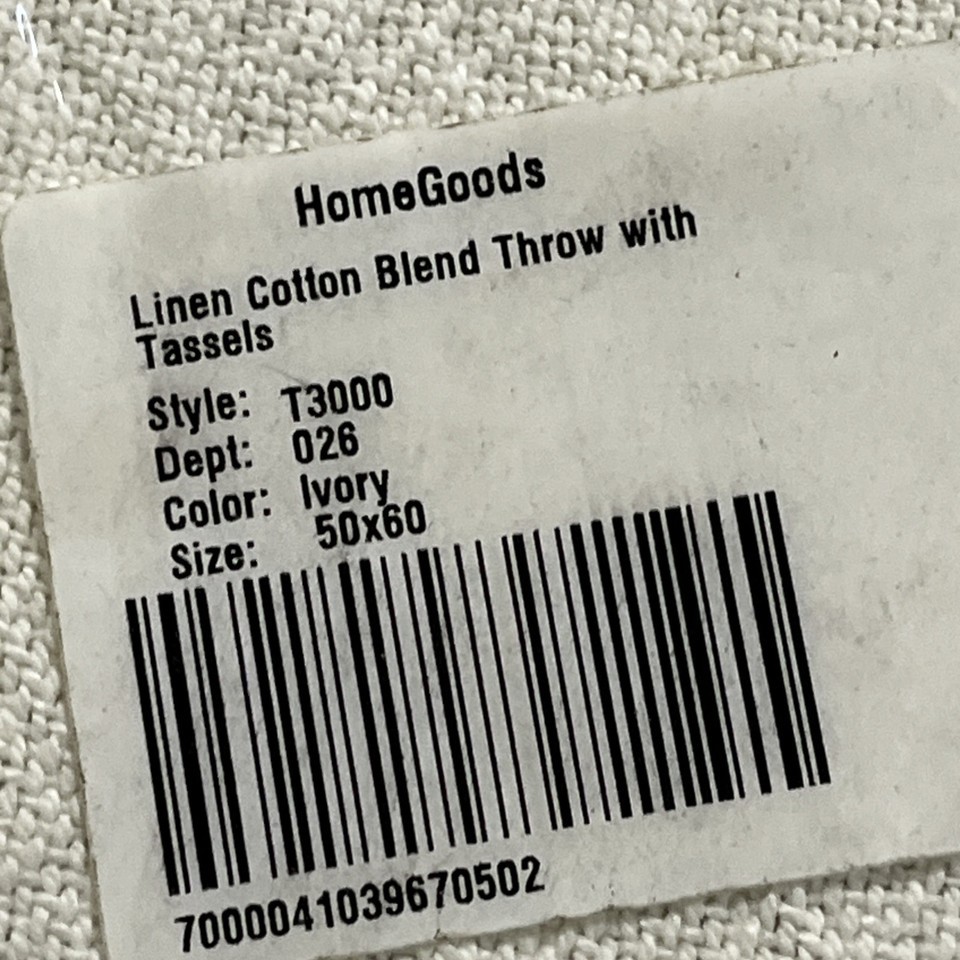 HomeGoods
Linen Cotton Blend Throw with
Tassels
Style: T3000
Dept: 026
Color: Ivory
Size: 50x60
7000041039670502